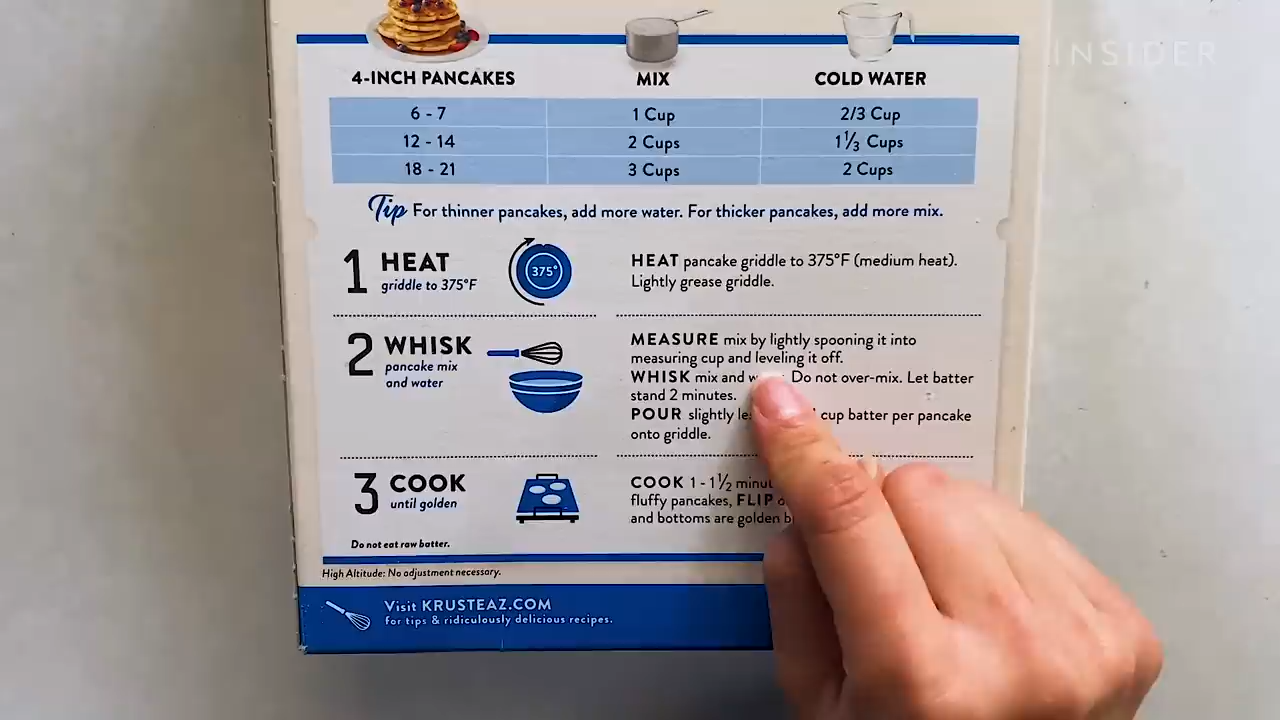 INSIDER
4-INCH PANCAKES MIX COLD WATER
6 - 7 1 Cup 2/3 Cup
12 - 14 2 Cups 1 1/3 Cups
18 - 21 3 Cups 2 Cups
Tip For thinner pancakes, add more water. For thicker pancakes, add more mix.
1 HEAT
griddle to 375°F
375°
HEAT pancake griddle to 375°F (medium heat).
Lightly grease griddle.
2 WHISK
pancake mix
and water
MEASURE mix by lightly spooning it into
measuring cup and leveling it off.
WHISK mix and Do not over-mix. Let batter
stand 2 minutes.
POUR slightly cup batter per pancake
onto griddle.
3 COOK
until golden
COOK 1 - 1 1/2
fluffy pancakes, FLIP
and bottoms are golden
Do not eat raw batter.
High Altitude: No adjustment necessary.
Visit KRUSTEAZ.COM
for tips & ridiculously delicious recipes.